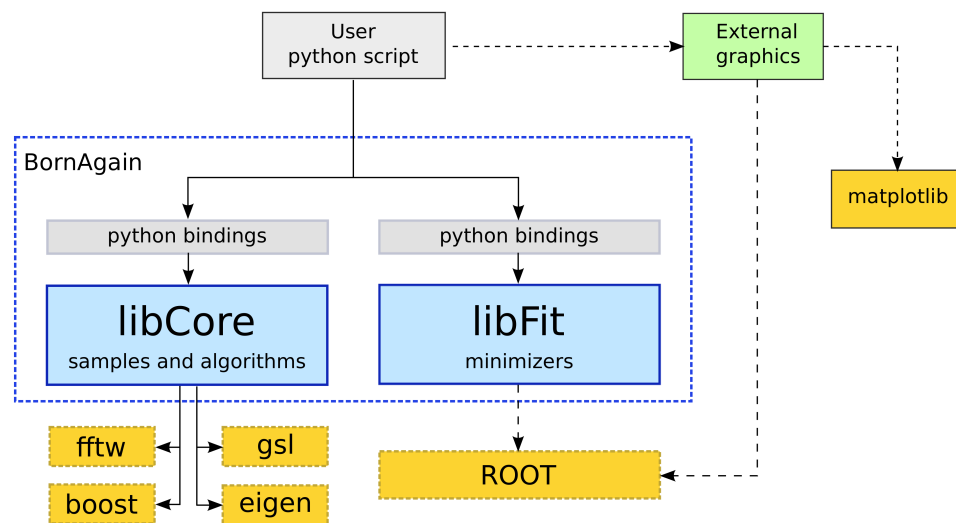 User
python script
External
graphics
BornAgain
matplotlib
python bindings
python bindings
libCore
samples and algorithms
libFit
minimizers
fftw
gsl
ROOT
boost
eigen